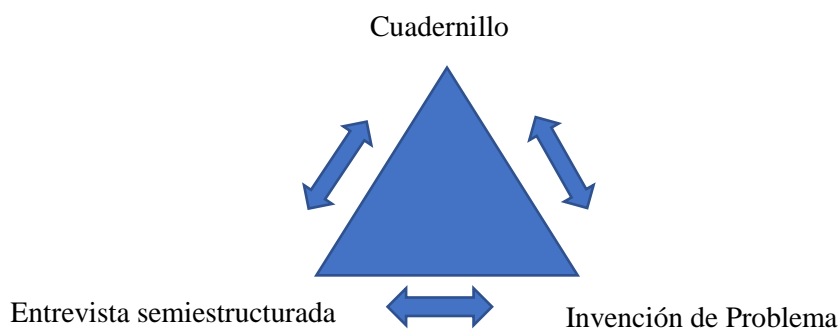 Cuadernillo
Entrevista semiestructurada
Invención de Problema